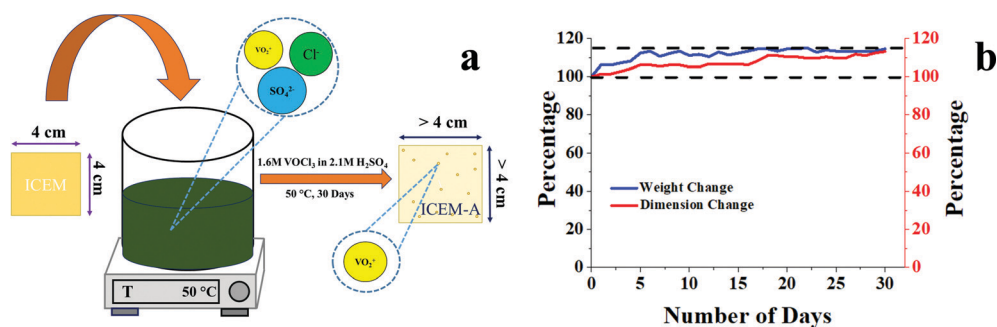 a
VO₂⁺
Cl⁻
SO₄²⁻
4 cm
ICEM
4 cm
1.6M VOCl₃ in 2.1M H₂SO₄
50 °C, 30 Days
> 4 cm
> 4 cm
ICEM-A
VO₂⁺
T 50 °C
b
Percentage
120
100
80
60
40
20
0
Weight Change
Dimension Change
0 5 10 15 20 25 30
Number of Days
120
100
80
60
40
20
0
Percentage